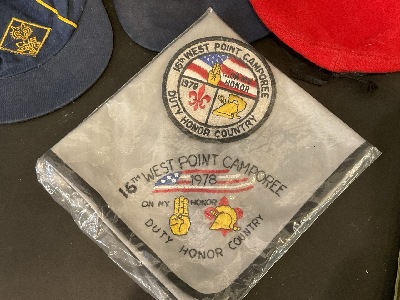 16th WEST POINT CAMPOREE
1978
HONOR
DUTY HONOR COUNTRY
16TH WEST POINT CAMPOREE
1978
ON MY HONOR
DUTY HONOR COUNTRY